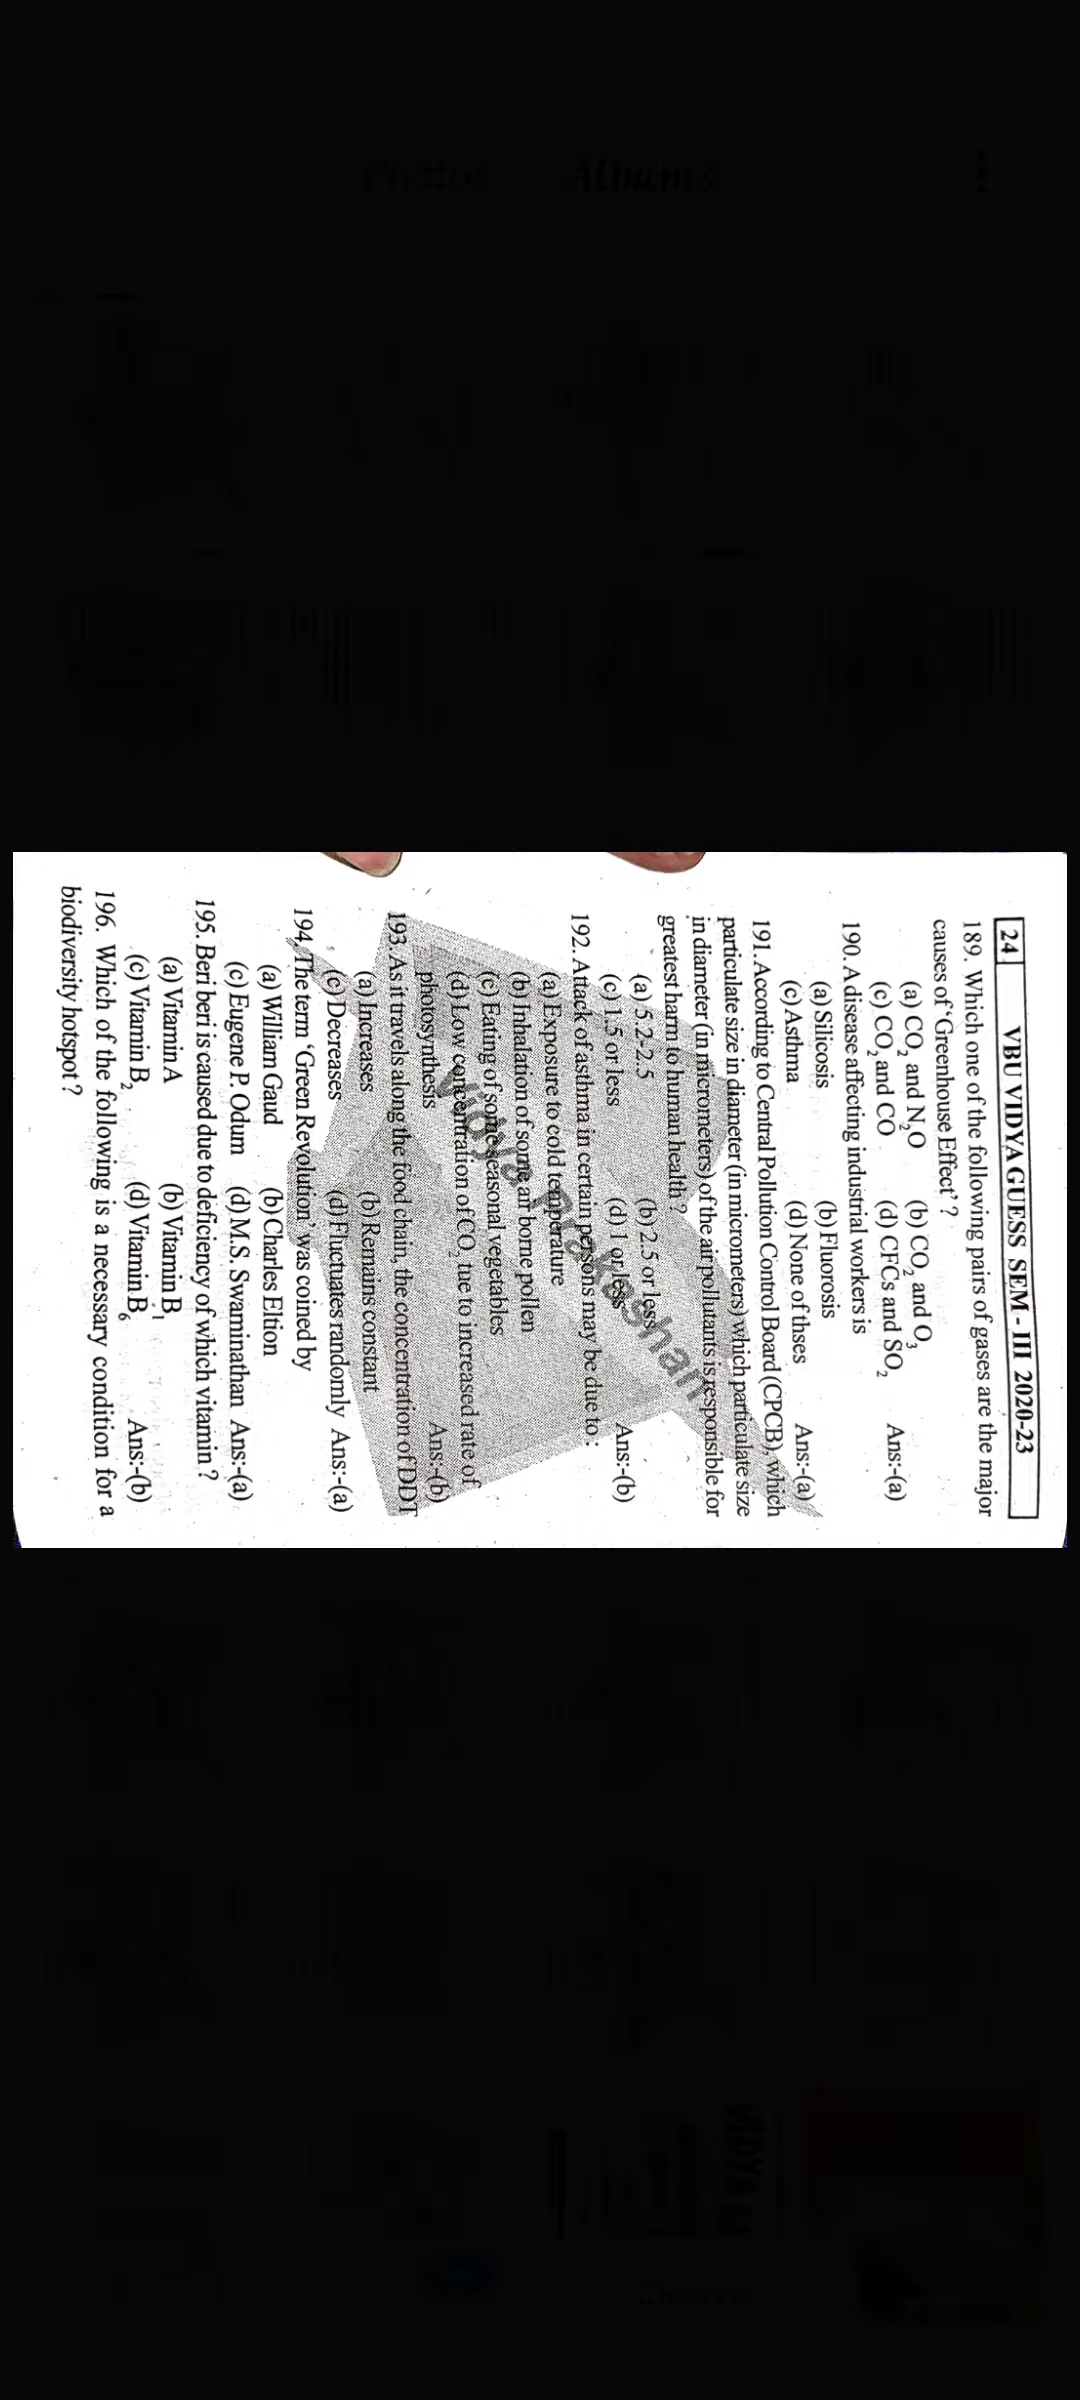 24 VBU VIDYA GUESS SEM - III 2020-23
189. Which one of the following pairs of gases are the major
causes of ‘Greenhouse Effect’ ?
(a) CO₂ and N₂O (b) CO₂ and O₃
(c) CO₂ and CO (d) CFCs and SO₂ Ans:-(a)
190. A disease affecting industrial workers is
(a) Silicosis (b) Fluorosis
(c) Asthma (d) None of thses Ans:-(a)
191. According to Central Pollution Control Board (CPCB), which
particulate size in diameter (in micrometers) which particulate size
in diameter (in micrometers) of the air pollutants is responsible for
greatest harm to human health ?
(a) 5.2-2.5 (b) 2.5 or less
(c) 1.5 or less (d) 1 or less Ans:-(b)
192. Attack of asthma in certain persons may be due to :
(a) Exposure to cold temperature
(b) Inhalation of some air borne pollen
(c) Eating of some seasonal vegetables
(d) Low concentration of CO₂ tue to increased rate of
photosynthesis Ans:-(b)
193. As it travels along the food chain, the concentration of DDT
(a) Increases (b) Remains constant
(c) Decreases (d) Fluctuates randomly Ans:-(a)
194. The term ‘Green Revolution’ was coined by
(a) William Gaud (b) Charles Eltion
(c) Eugene P. Odum (d) M.S. Swaminathan Ans:-(a)
195. Beri beri is caused due to deficiency of which vitamin ?
(a) Vitamin A (b) Vitamin B₁
(c) Vitamin B₂ (d) Vitamin B₆ Ans:-(b)
196. Which of the following is a necessary condition for a
biodiversity hotspot ?
Vidya Prakashan
Photos Albums